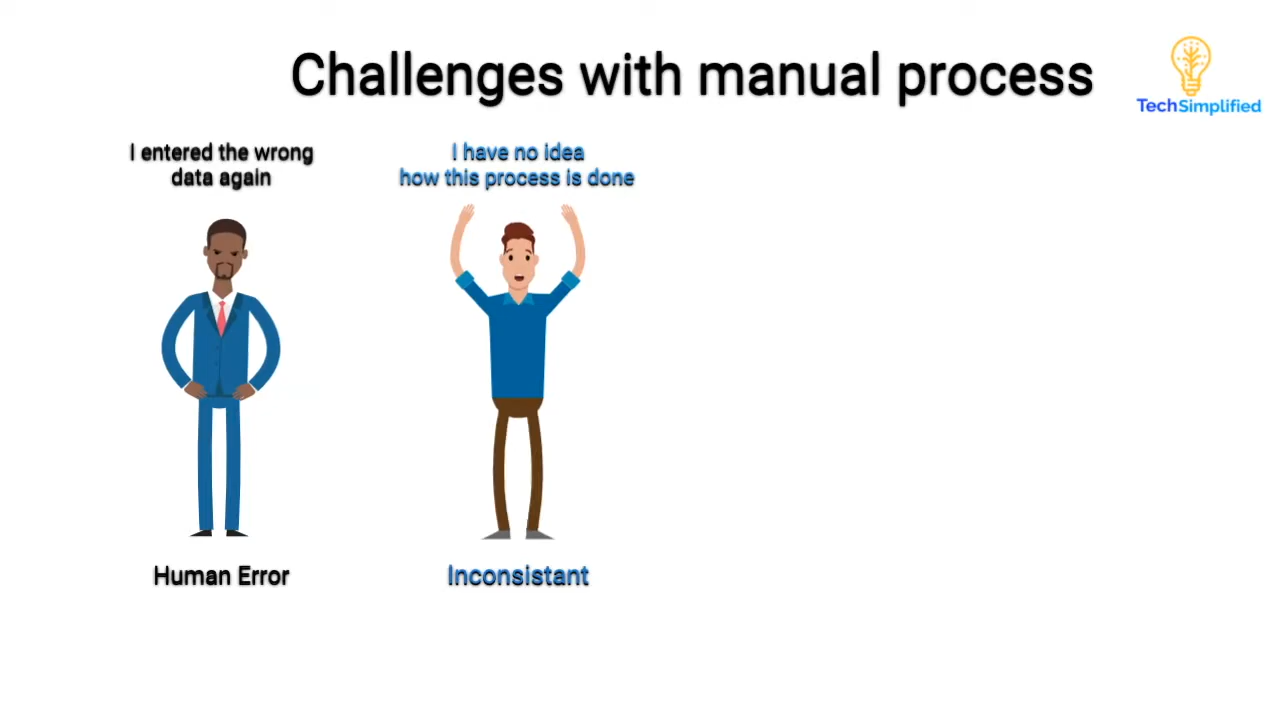 Challenges with manual process
TechSimplified
I entered the wrong
data again
I have no idea
how this process is done
Human Error
Inconsistant